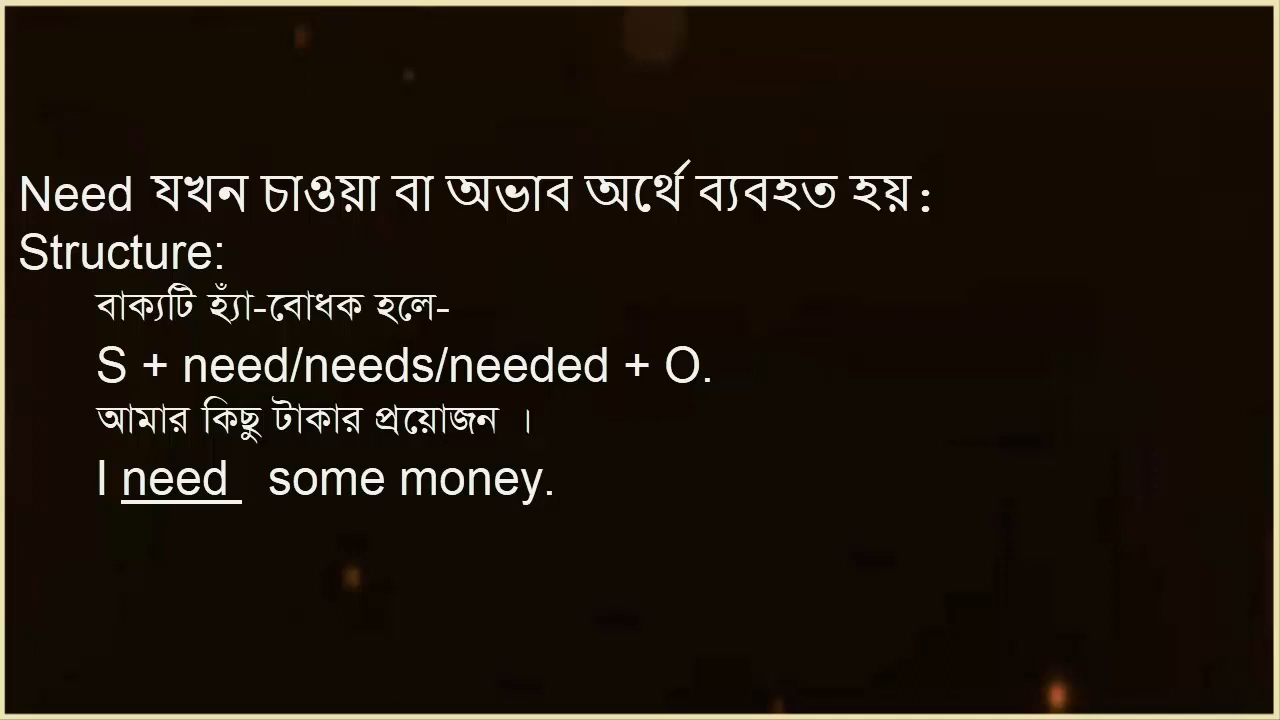 Need যখন চাওয়া বা অভাব অর্থে ব্যবহত হয়:
Structure:
বাক্যটি হ্যাঁ-বোধক হলে-
S + need/needs/needed + O.
আমার কিছু টাকার প্রয়োজন ।
I need some money.